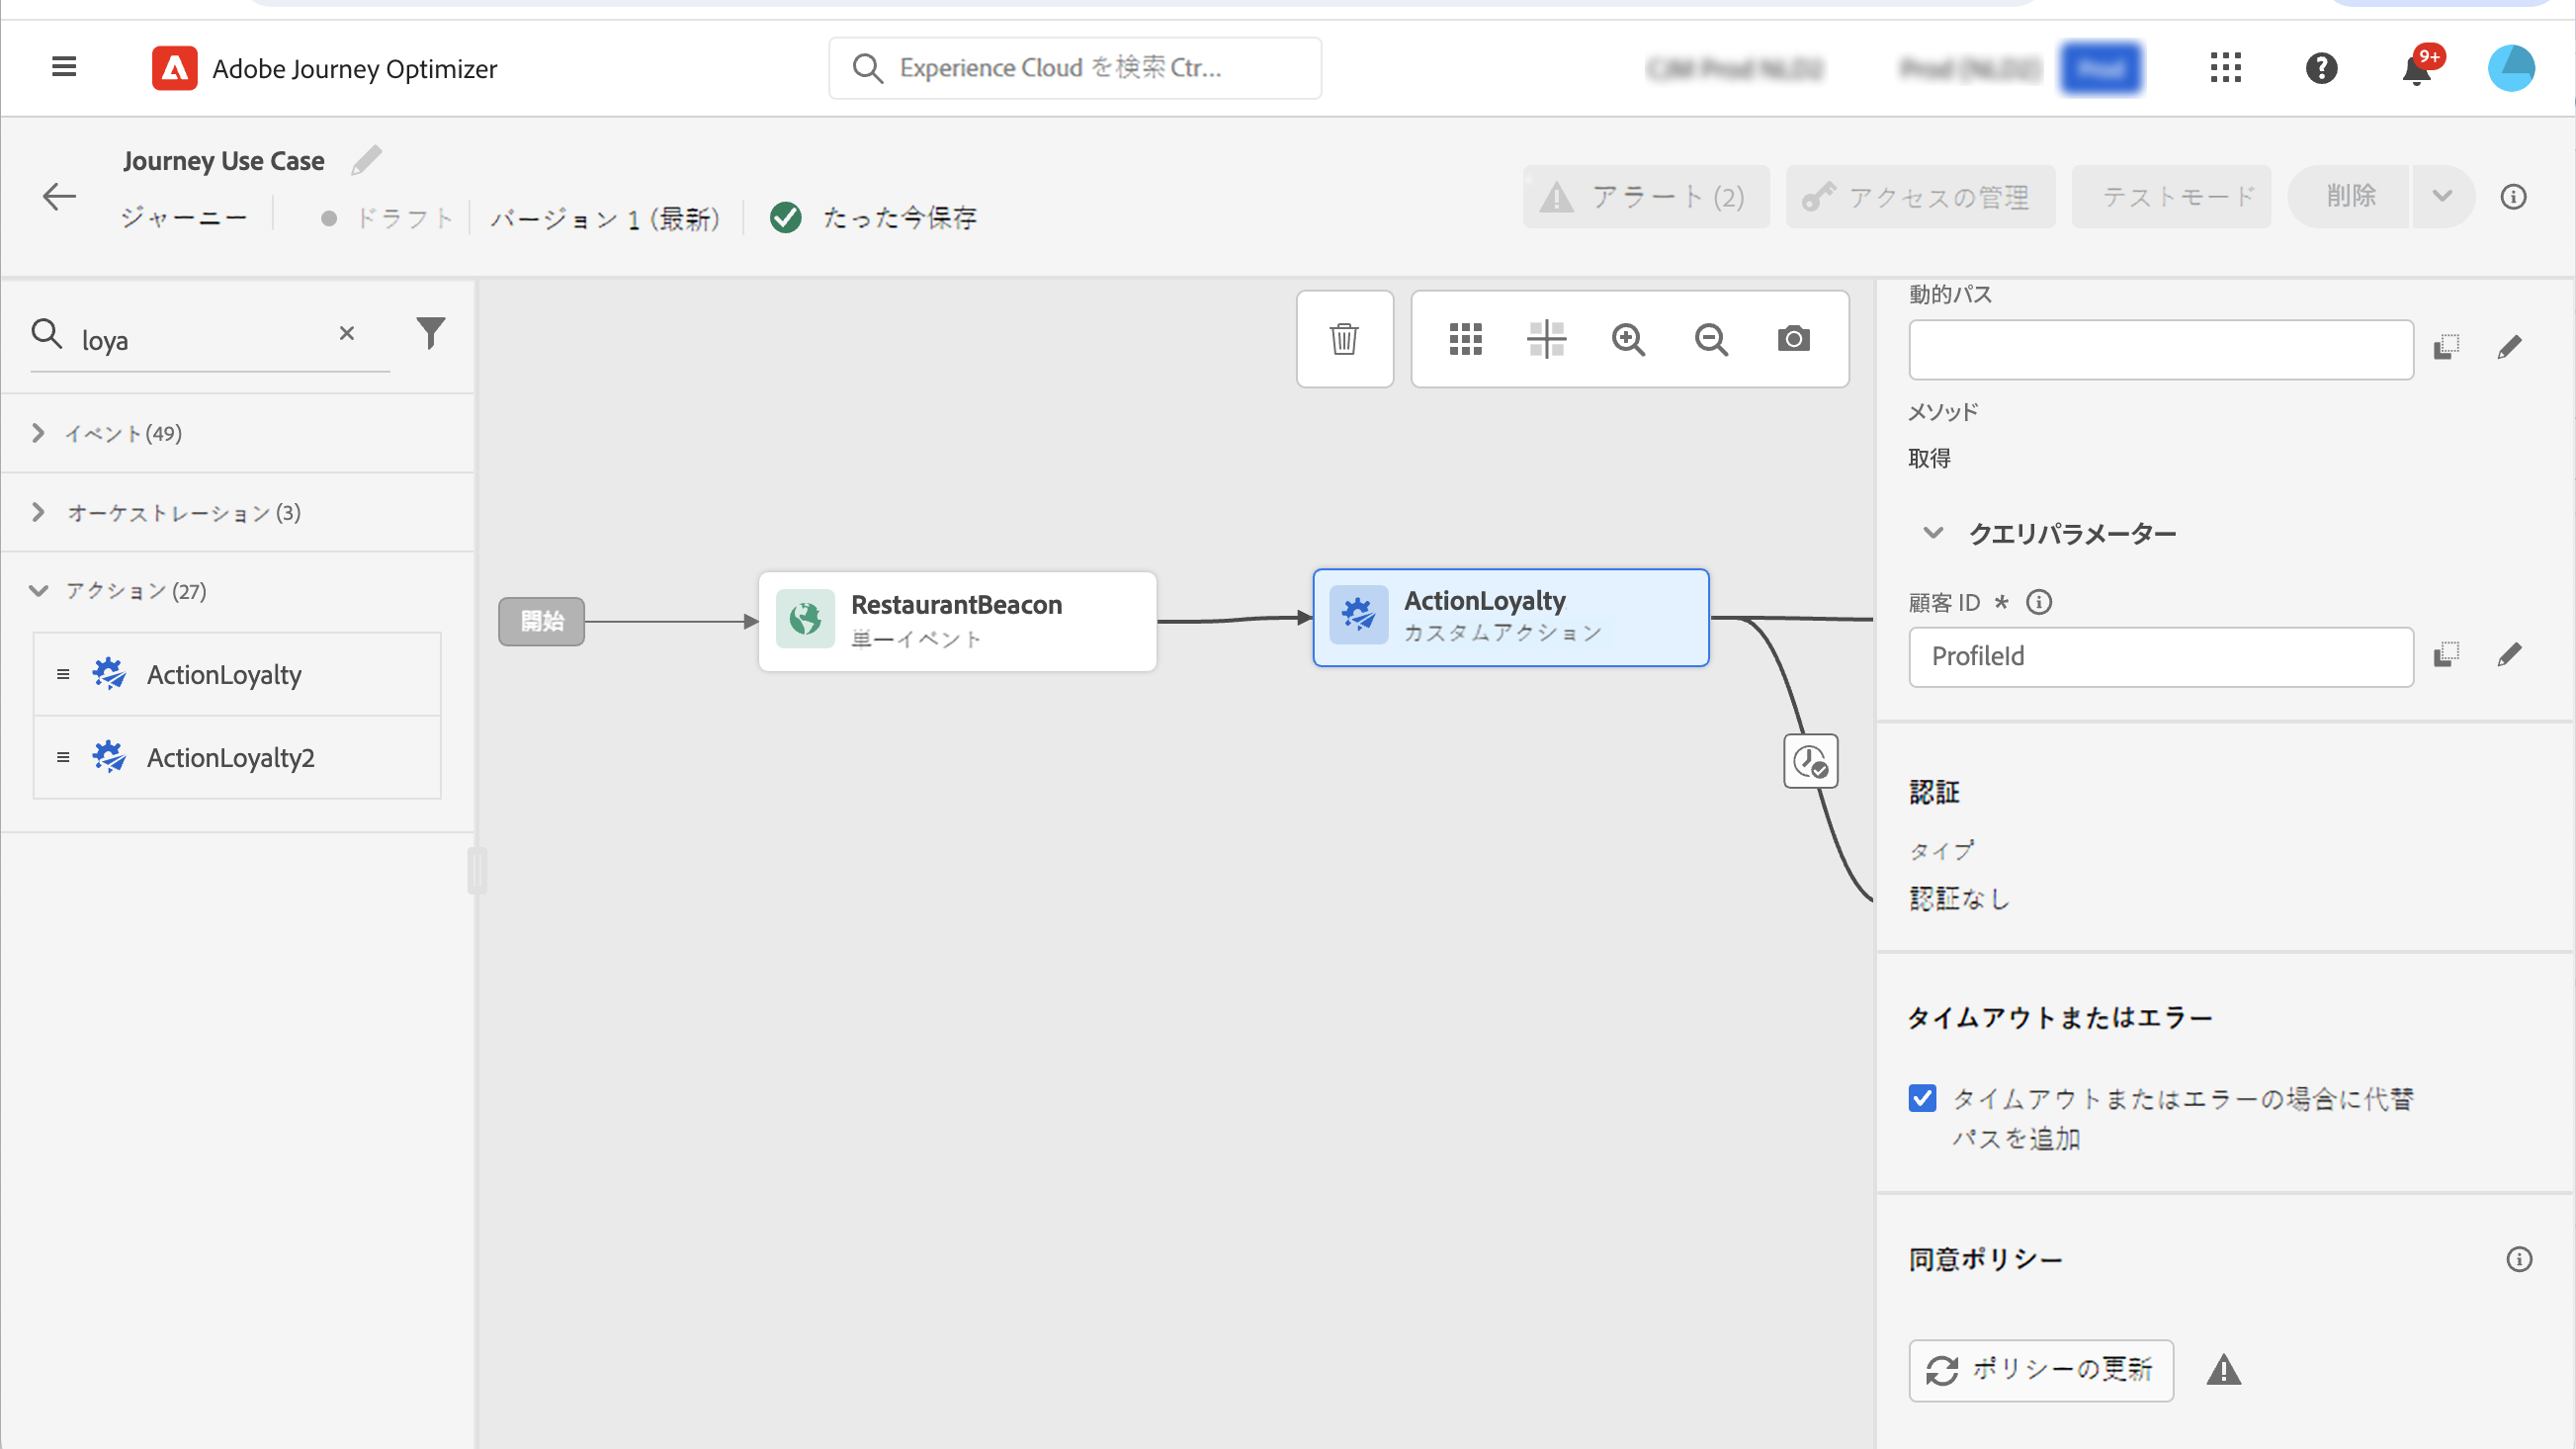 Adobe Journey Optimizer
Experience Cloud を検索 Ctr...
9+
Journey Use Case
ジャーニー
ドラフト
バージョン 1 (最新)
たった今保存
アラート (2)
アクセスの管理
テストモード
削除
loya
イベント(49)
オーケストレーション (3)
アクション (27)
ActionLoyalty
ActionLoyalty2
開始
RestaurantBeacon
単一イベント
ActionLoyalty
カスタムアクション
動的パス
メソッド
取得
クエリパラメーター
顧客 ID *
ProfileId
認証
タイプ
認証なし
タイムアウトまたはエラー
タイムアウトまたはエラーの場合に代替
パスを追加
同意ポリシー
ポリシーの更新